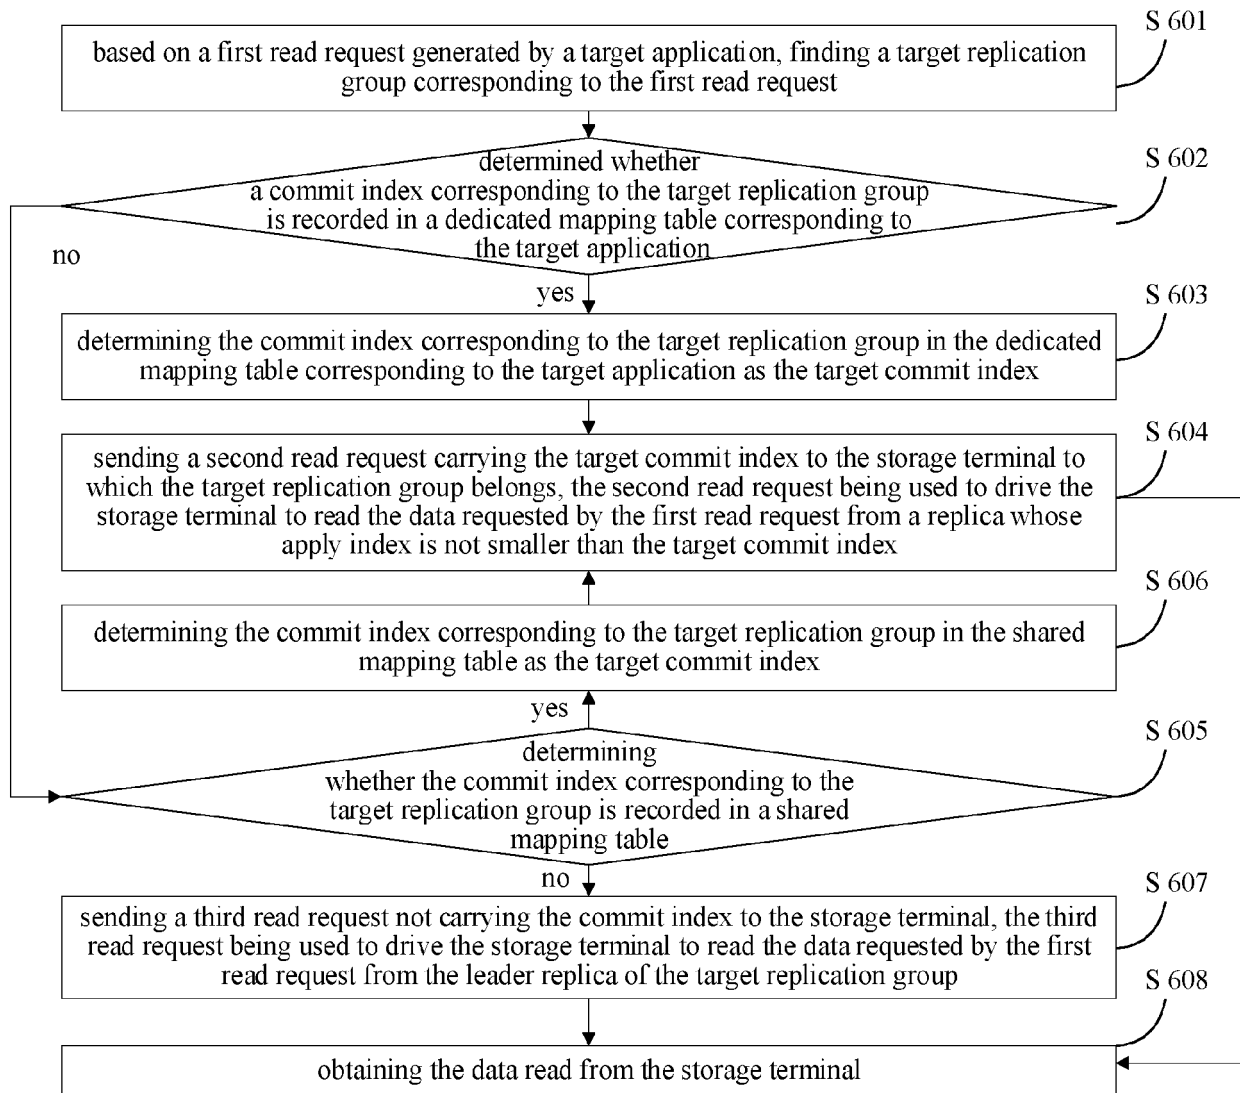 S 601
based on a first read request generated by a target application, finding a target replication
group corresponding to the first read request
S 602
determined whether
a commit index corresponding to the target replication group
is recorded in a dedicated mapping table corresponding to
the target application
no
yes
S 603
determining the commit index corresponding to the target replication group in the dedicated
mapping table corresponding to the target application as the target commit index
S 604
sending a second read request carrying the target commit index to the storage terminal to
which the target replication group belongs, the second read request being used to drive the
storage terminal to read the data requested by the first read request from a replica whose
apply index is not smaller than the target commit index
S 606
determining the commit index corresponding to the target replication group in the shared
mapping table as the target commit index
yes
S 605
determining
whether the commit index corresponding to the
target replication group is recorded in a shared
mapping table
no
S 607
sending a third read request not carrying the commit index to the storage terminal, the third
read request being used to drive the storage terminal to read the data requested by the first
read request from the leader replica of the target replication group
S 608
obtaining the data read from the storage terminal